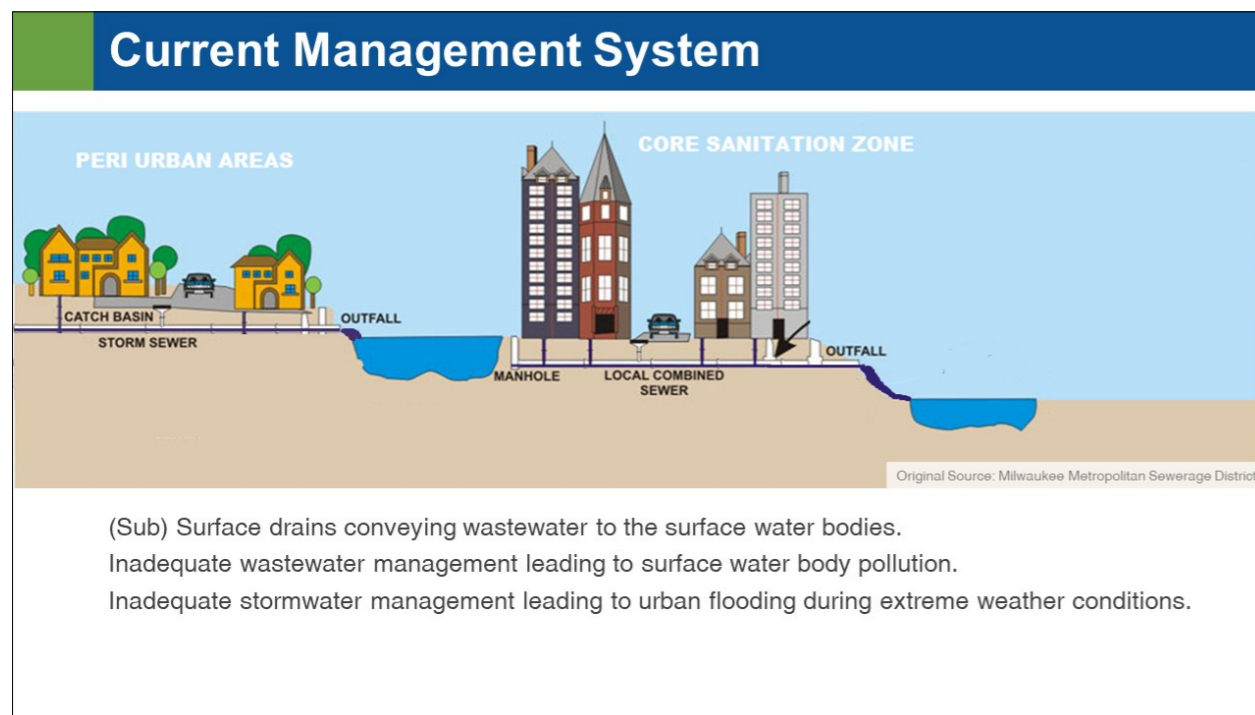 Current Management System
PERI URBAN AREAS
CORE SANITATION ZONE
CATCH BASIN
OUTFALL
STORM SEWER
MANHOLE
LOCAL COMBINED
SEWER
OUTFALL
Original Source: Milwaukee Metropolitan Sewerage District
(Sub) Surface drains conveying wastewater to the surface water bodies.
Inadequate wastewater management leading to surface water body pollution.
Inadequate stormwater management leading to urban flooding during extreme weather conditions.